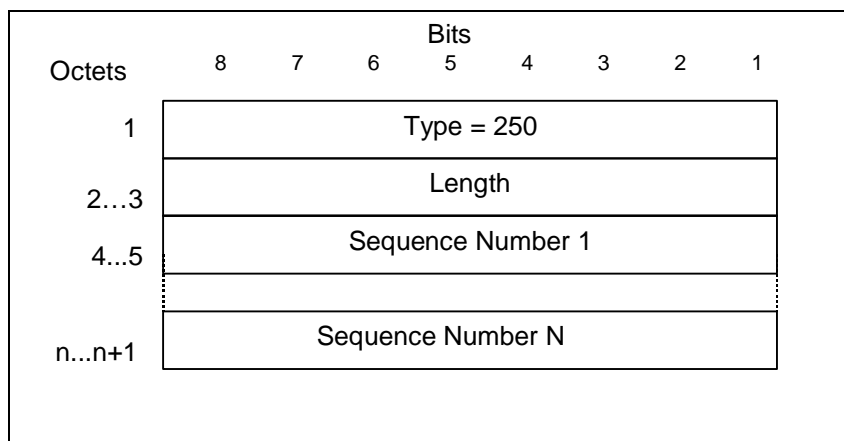 Bits
Octets 8 7 6 5 4 3 2 1
1 Type = 250
2…3 Length
4...5 Sequence Number 1
n...n+1 Sequence Number N